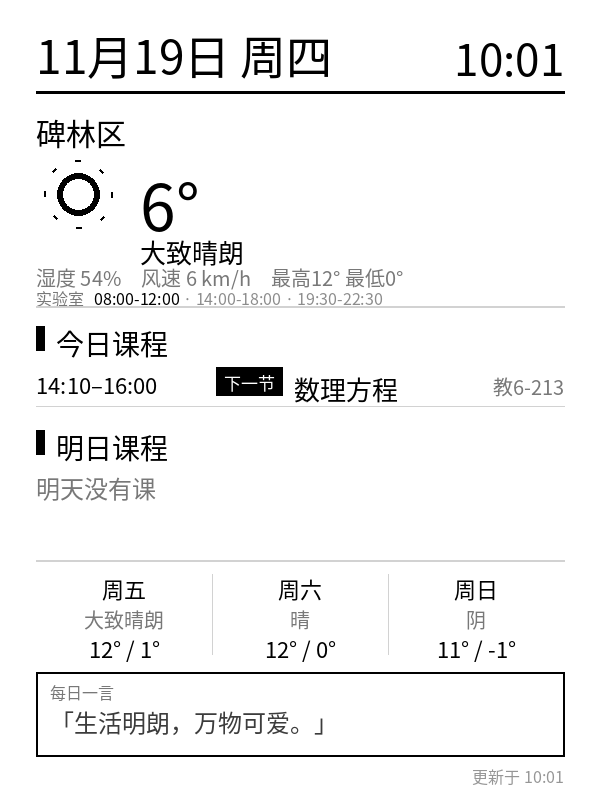 11月19日 周四 10:01
碑林区
6°
大致晴朗
湿度 54% 风速 6 km/h 最高12° 最低0°
实验室 08:00-12:00 · 14:00-18:00 · 19:30-22:30
今日课程
14:10–16:00 下一节 数理方程 教6-213
明日课程
明天没有课
周五 周六 周日
大致晴朗 晴 阴
12° / 1° 12° / 0° 11° / -1°
每日一言
「生活明朗，万物可爱。」
更新于 10:01